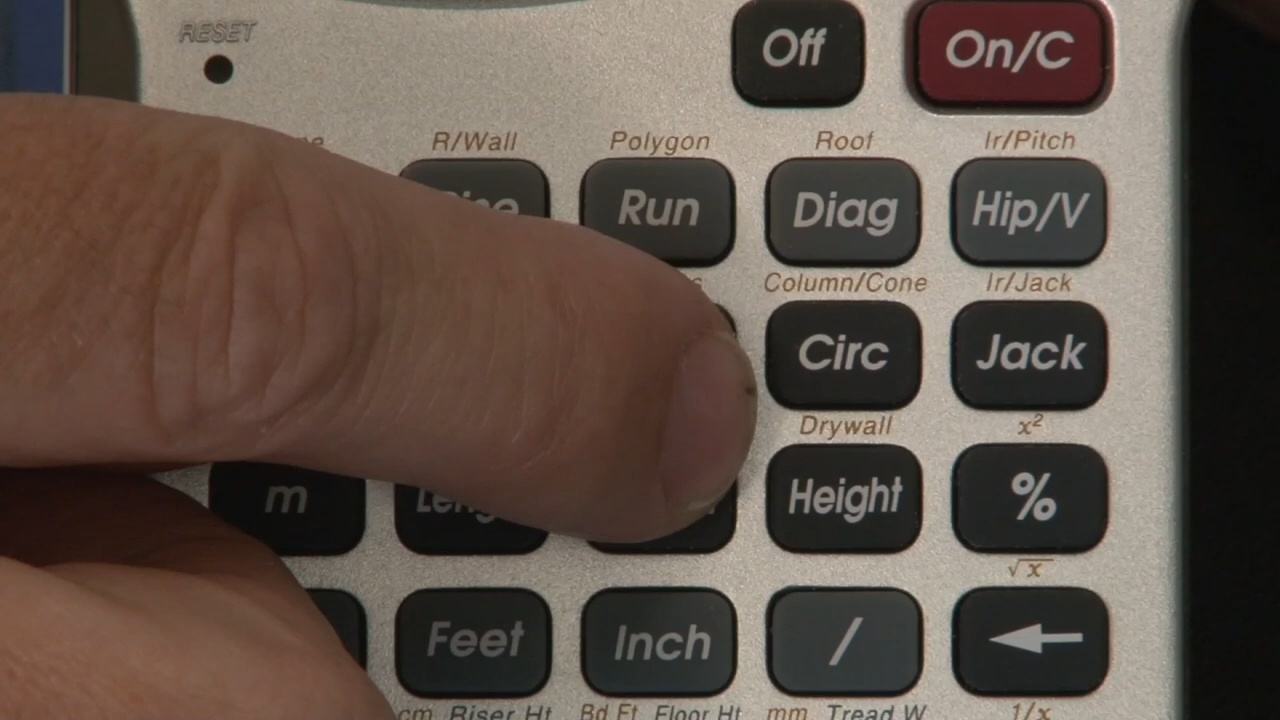 RESET
Off On/C
R/Wall Polygon Roof Ir/Pitch
Run Diag Hip/V
Column/Cone Ir/Jack
Circ Jack
Drywall x²
m Height %
√x
Feet Inch / ←
cm Riser Ht Bd Ft Floor Ht mm Tread W 1/x